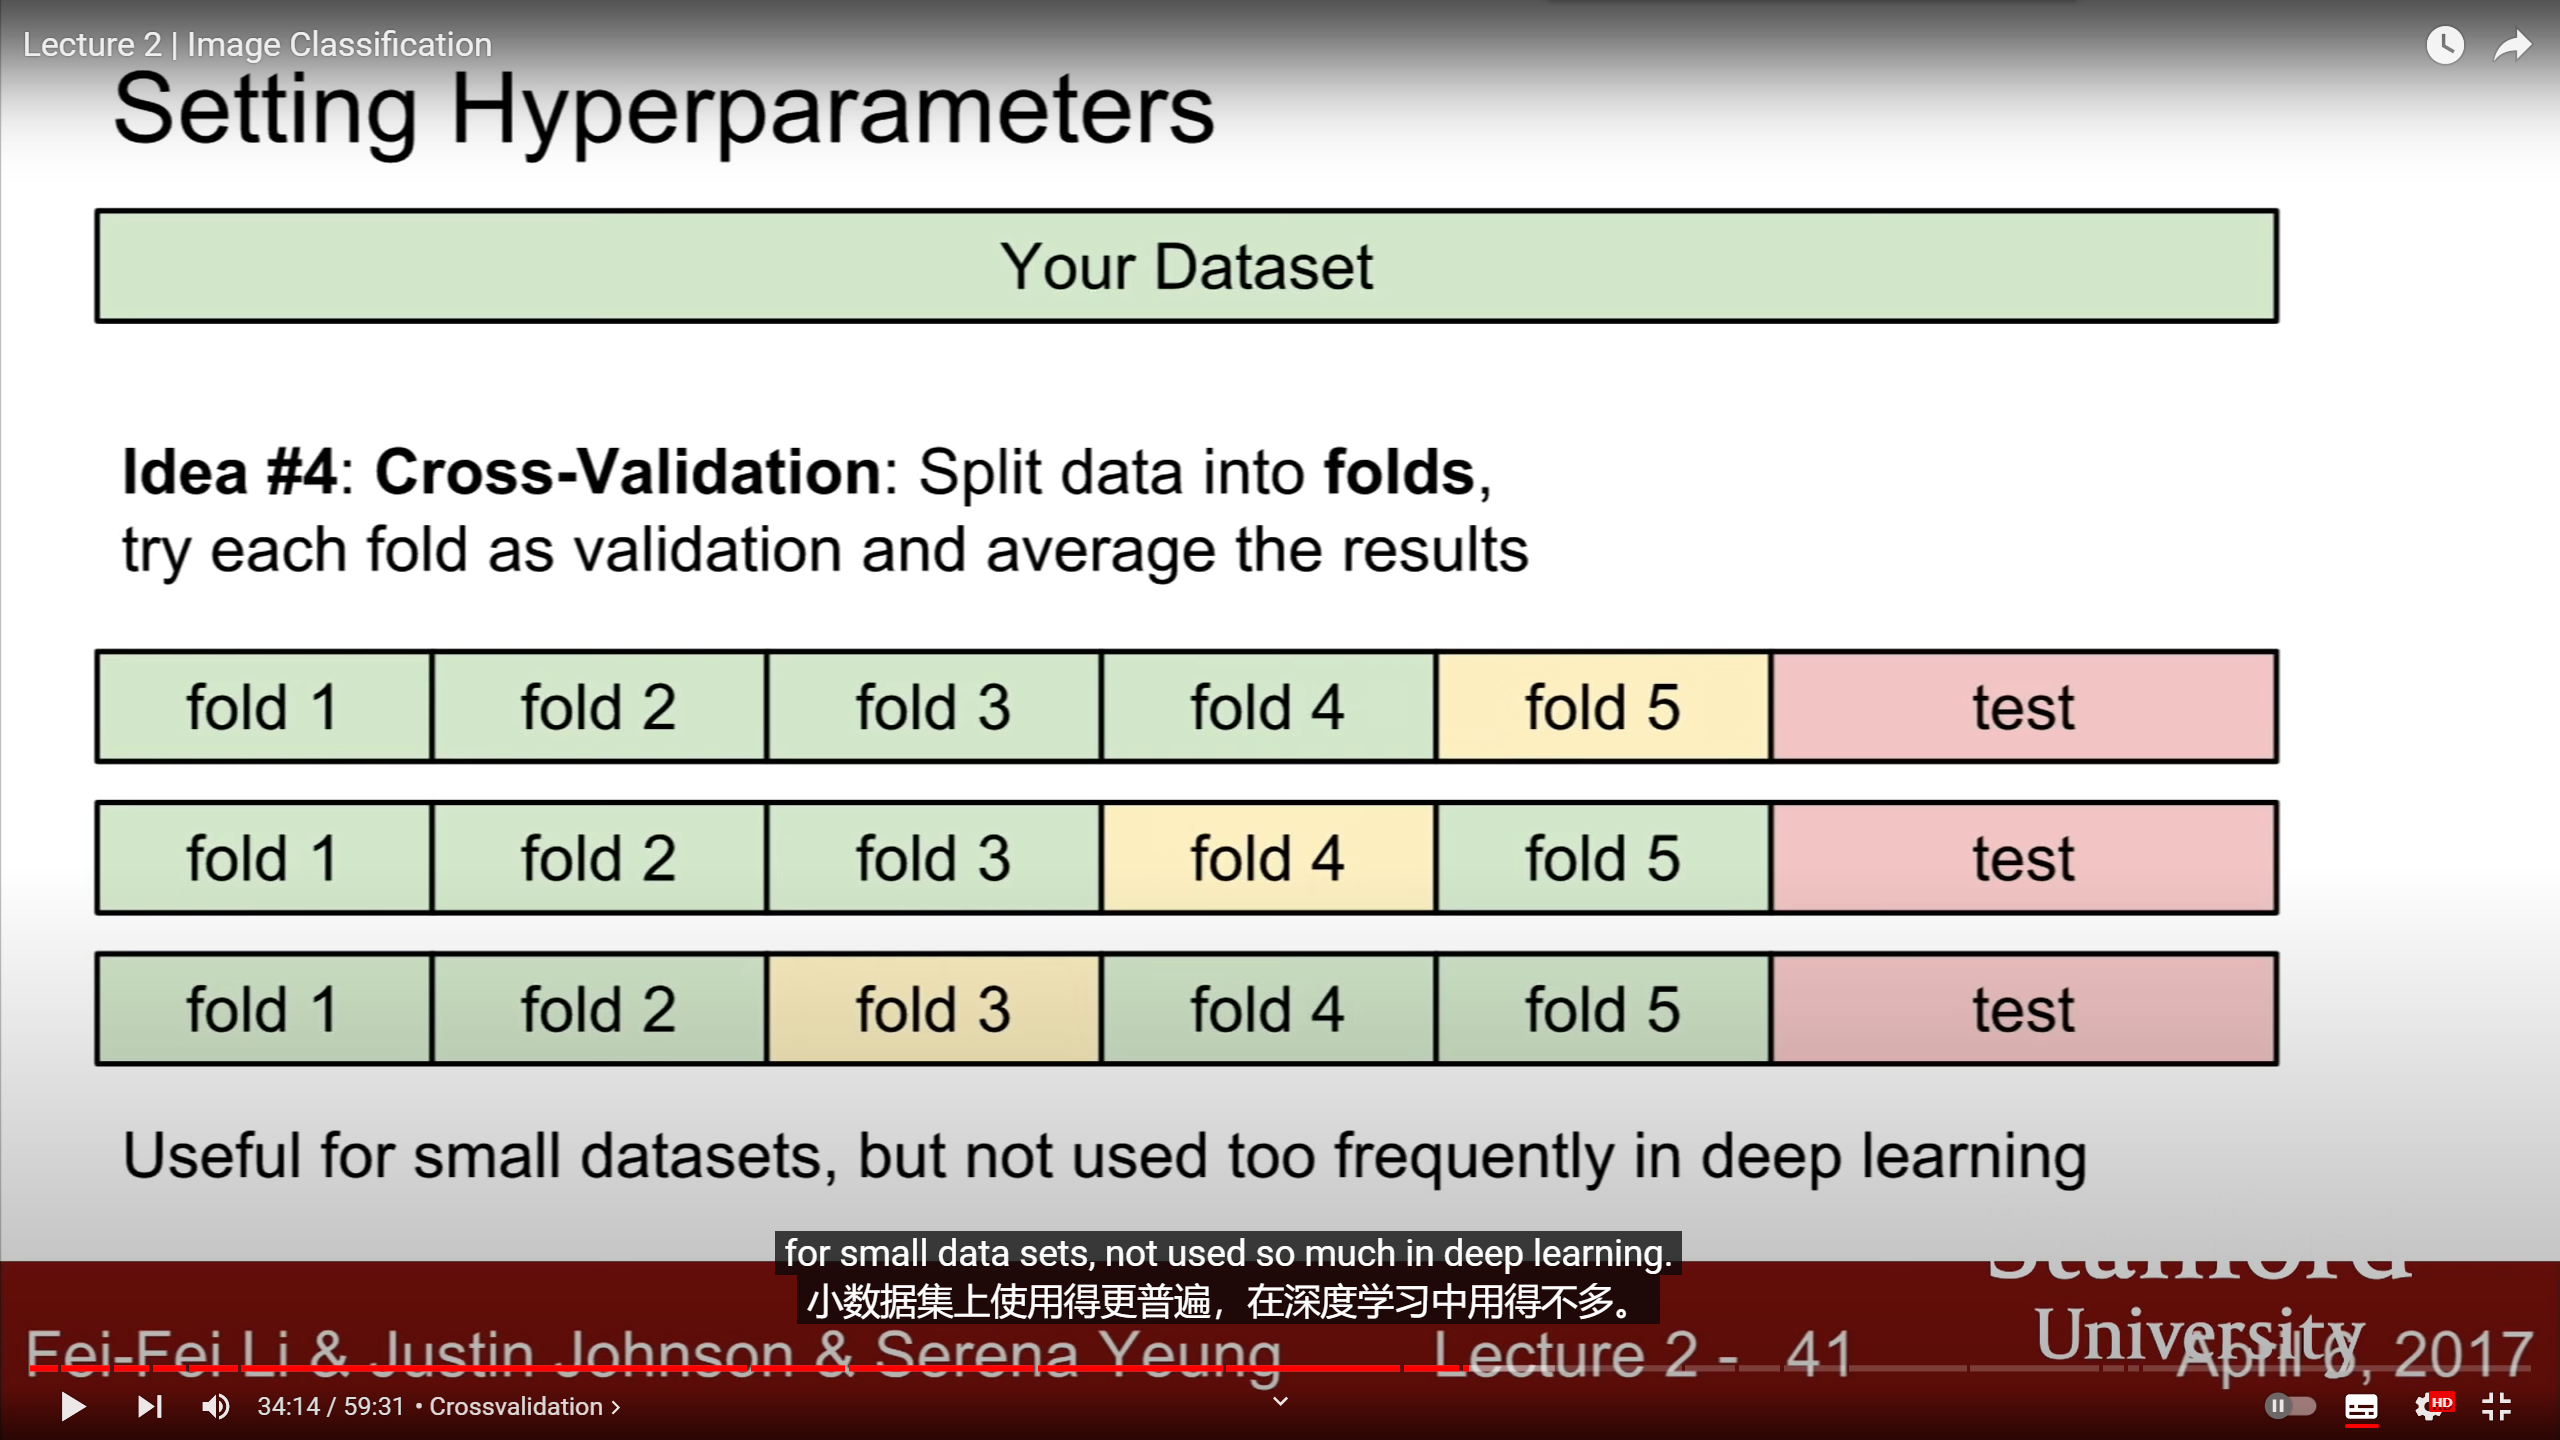 Lecture 2 | Image Classification
Setting Hyperparameters
Your Dataset
Idea #4: Cross-Validation: Split data into folds,
try each fold as validation and average the results
fold 1 fold 2 fold 3 fold 4 fold 5 test
fold 1 fold 2 fold 3 fold 4 fold 5 test
fold 1 fold 2 fold 3 fold 4 fold 5 test
Useful for small datasets, but not used too frequently in deep learning
for small data sets, not used so much in deep learning.
小数据集上使用得更普遍，在深度学习中用得不多。
Stanford
University
Fei-Fei Li & Justin Johnson & Serena Yeung Lecture 2 - 41 April 6, 2017
34:14 / 59:31 • Crossvalidation >
HD